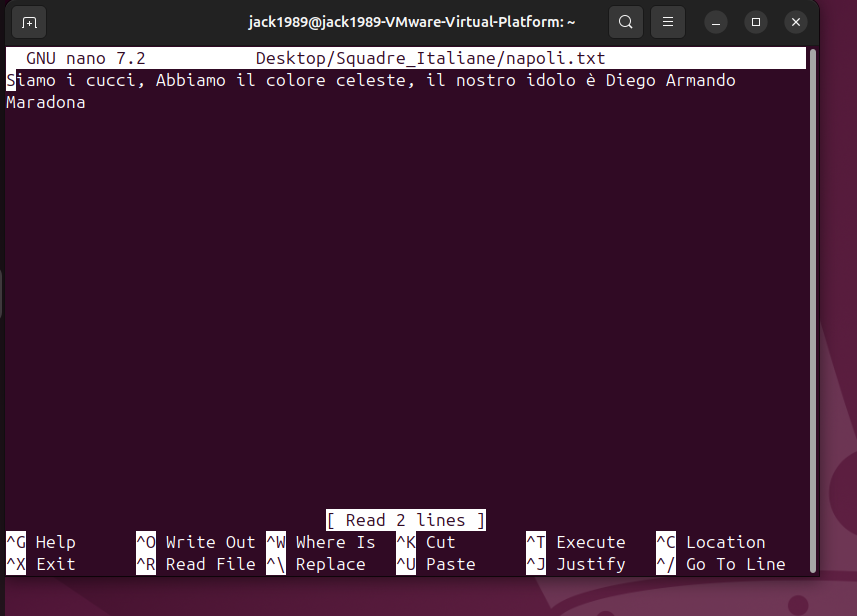 jack1989@jack1989-VMware-Virtual-Platform: ~
GNU nano 7.2 Desktop/Squadre_Italiane/napoli.txt
Siamo i cucci, Abbiamo il colore celeste, il nostro idolo è Diego Armando
Maradona
[ Read 2 lines ]
^G Help ^O Write Out ^W Where Is ^K Cut ^T Execute ^C Location
^X Exit ^R Read File ^\ Replace ^U Paste ^J Justify ^/ Go To Line